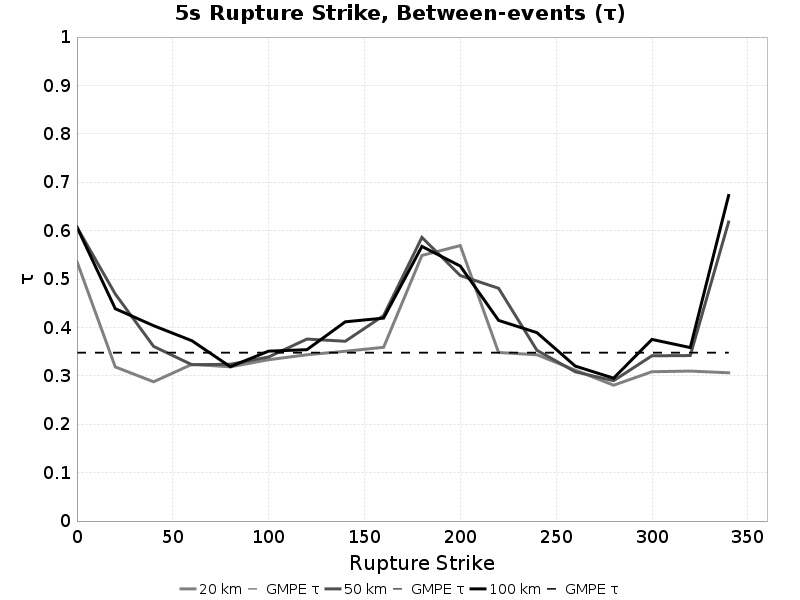 5s Rupture Strike, Between-events (τ)
1
0.9
0.8
0.7
0.6
0.5
0.4
0.3
0.2
0.1
0
τ
0 50 100 150 200 250 300 350
Rupture Strike
20 km GMPE τ 50 km GMPE τ 100 km GMPE τ